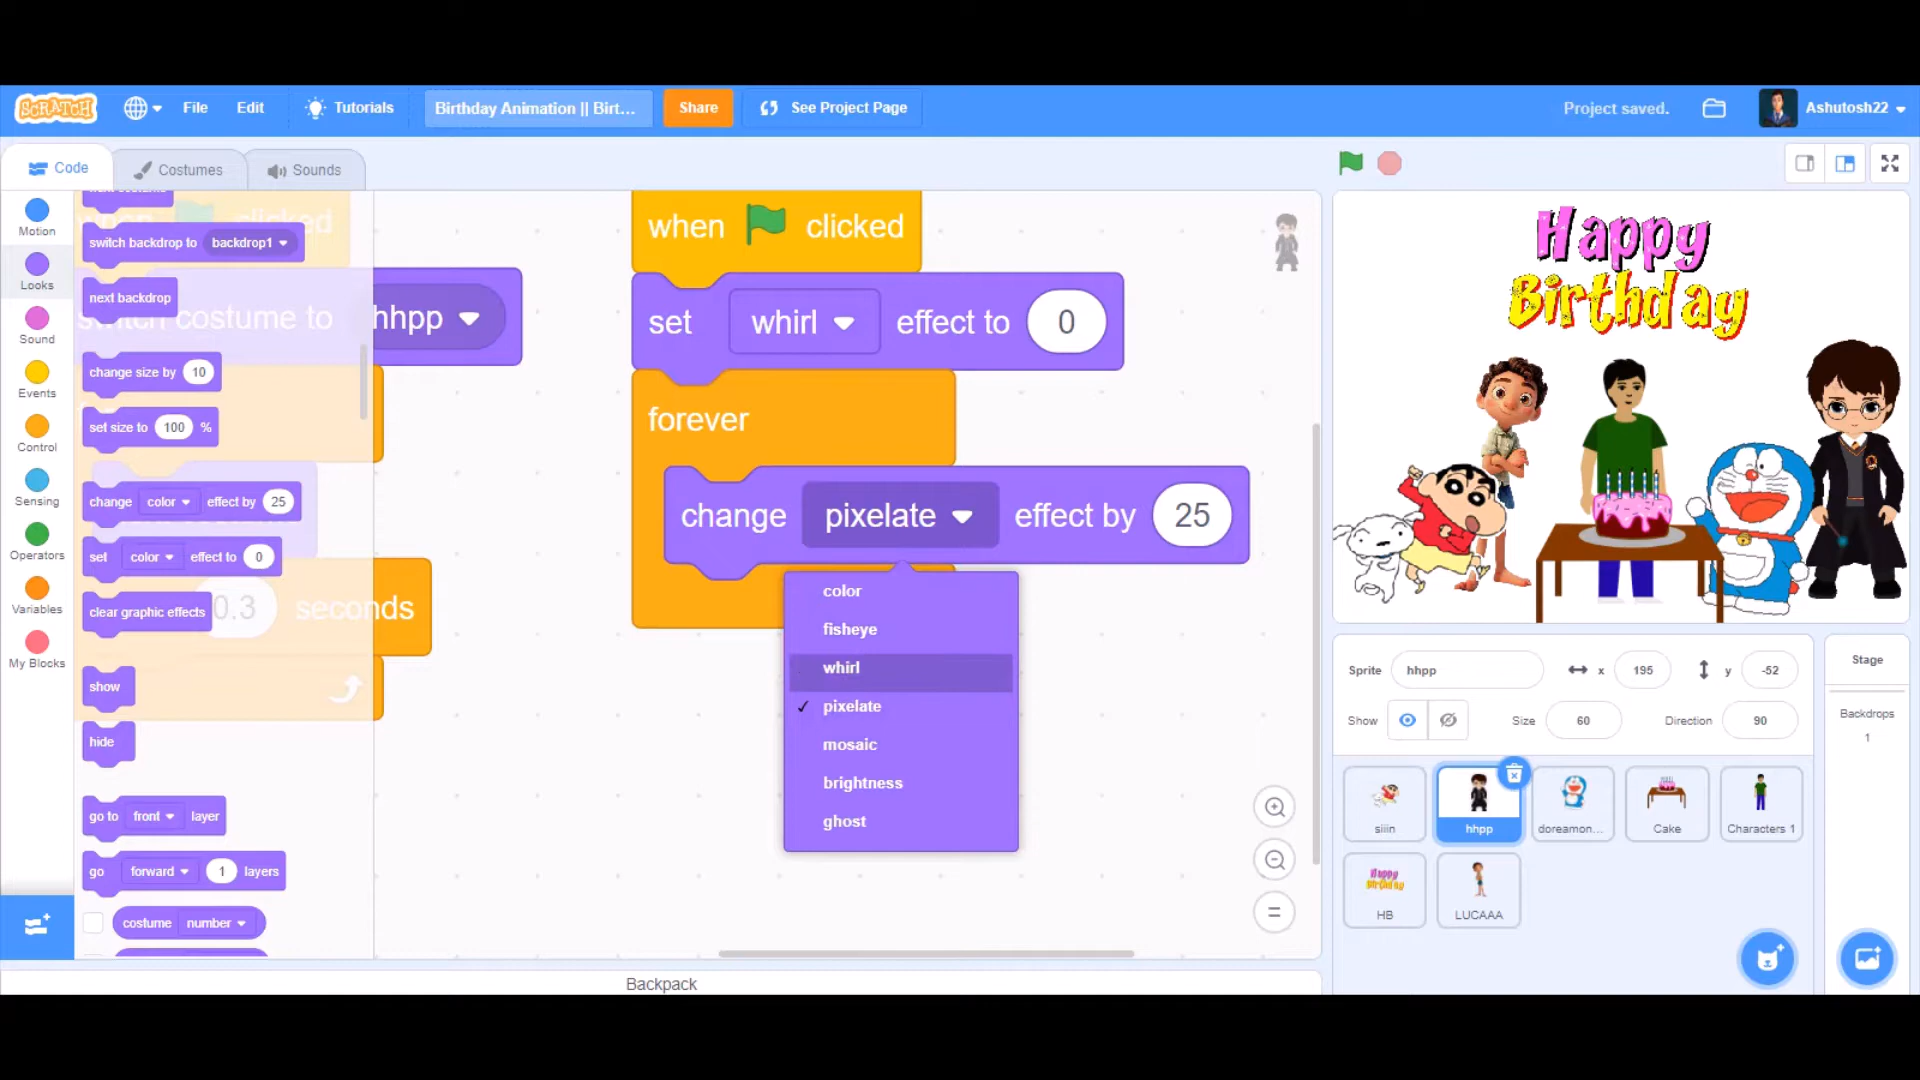 SCRATCH
File
Edit
Tutorials
Birthday Animation || Birt...
Share
See Project Page
Project saved.
Ashutosh22
Code
Costumes
Sounds
Motion
Looks
Sound
Events
Control
Sensing
Operators
Variables
My Blocks
switch backdrop to backdrop1
next backdrop
change size by 10
set size to 100 %
change color effect by 25
set color effect to 0
clear graphic effects
show
hide
go to front layer
go forward 1 layers
costume number
clicked
switch costume to hhpp
0.3 seconds
when clicked
set whirl effect to 0
forever
change pixelate effect by 25
color
fisheye
whirl
✓ pixelate
mosaic
brightness
ghost
Backpack
Happy
Birthday
Sprite hhpp x 195 y -52
Show Size 60 Direction 90
siiin
hhpp
doreamon...
Cake
Characters 1
Happy
Birthday
HB
LUCAAA
Stage
Backdrops
1